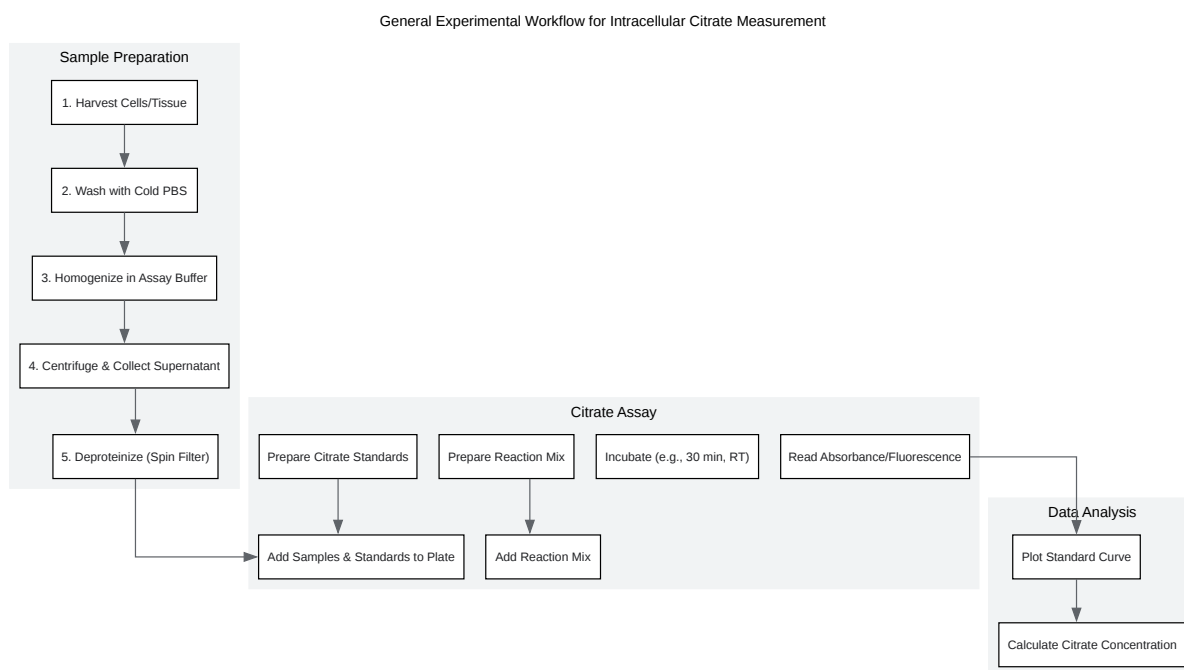 General Experimental Workflow for Intracellular Citrate Measurement
Sample Preparation
1. Harvest Cells/Tissue
2. Wash with Cold PBS
3. Homogenize in Assay Buffer
4. Centrifuge & Collect Supernatant
5. Deproteinize (Spin Filter)
Citrate Assay
Prepare Citrate Standards
Prepare Reaction Mix
Incubate (e.g., 30 min, RT)
Read Absorbance/Fluorescence
Add Samples & Standards to Plate
Add Reaction Mix
Data Analysis
Plot Standard Curve
Calculate Citrate Concentration